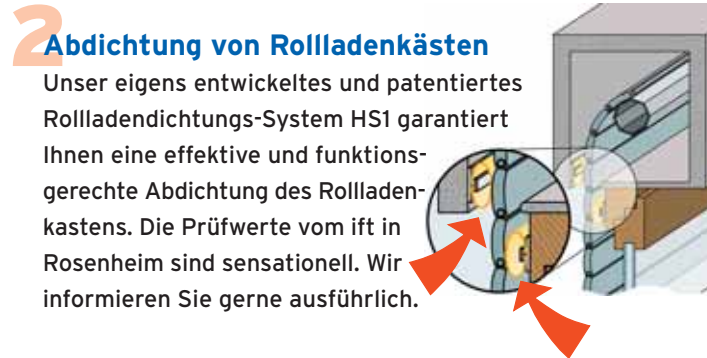 2
Abdichtung von Rollladenkästen
Unser eigens entwickeltes und patentiertes
Rollladendichtungs-System HS1 garantiert
Ihnen eine effektive und funktions-
gerechte Abdichtung des Rollladen-
kastens. Die Prüfwerte vom ift in
Rosenheim sind sensationell. Wir
informieren Sie gerne ausführlich.